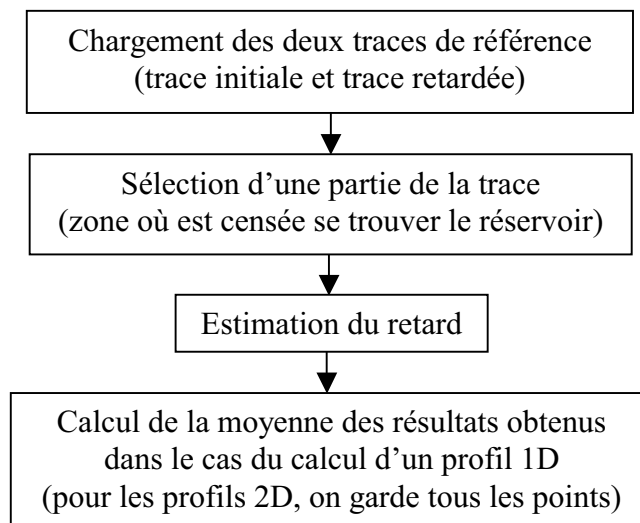 Chargement des deux traces de référence
(trace initiale et trace retardée)
Sélection d'une partie de la trace
(zone où est censée se trouver le réservoir)
Estimation du retard
Calcul de la moyenne des résultats obtenus
dans le cas du calcul d'un profil 1D
(pour les profils 2D, on garde tous les points)